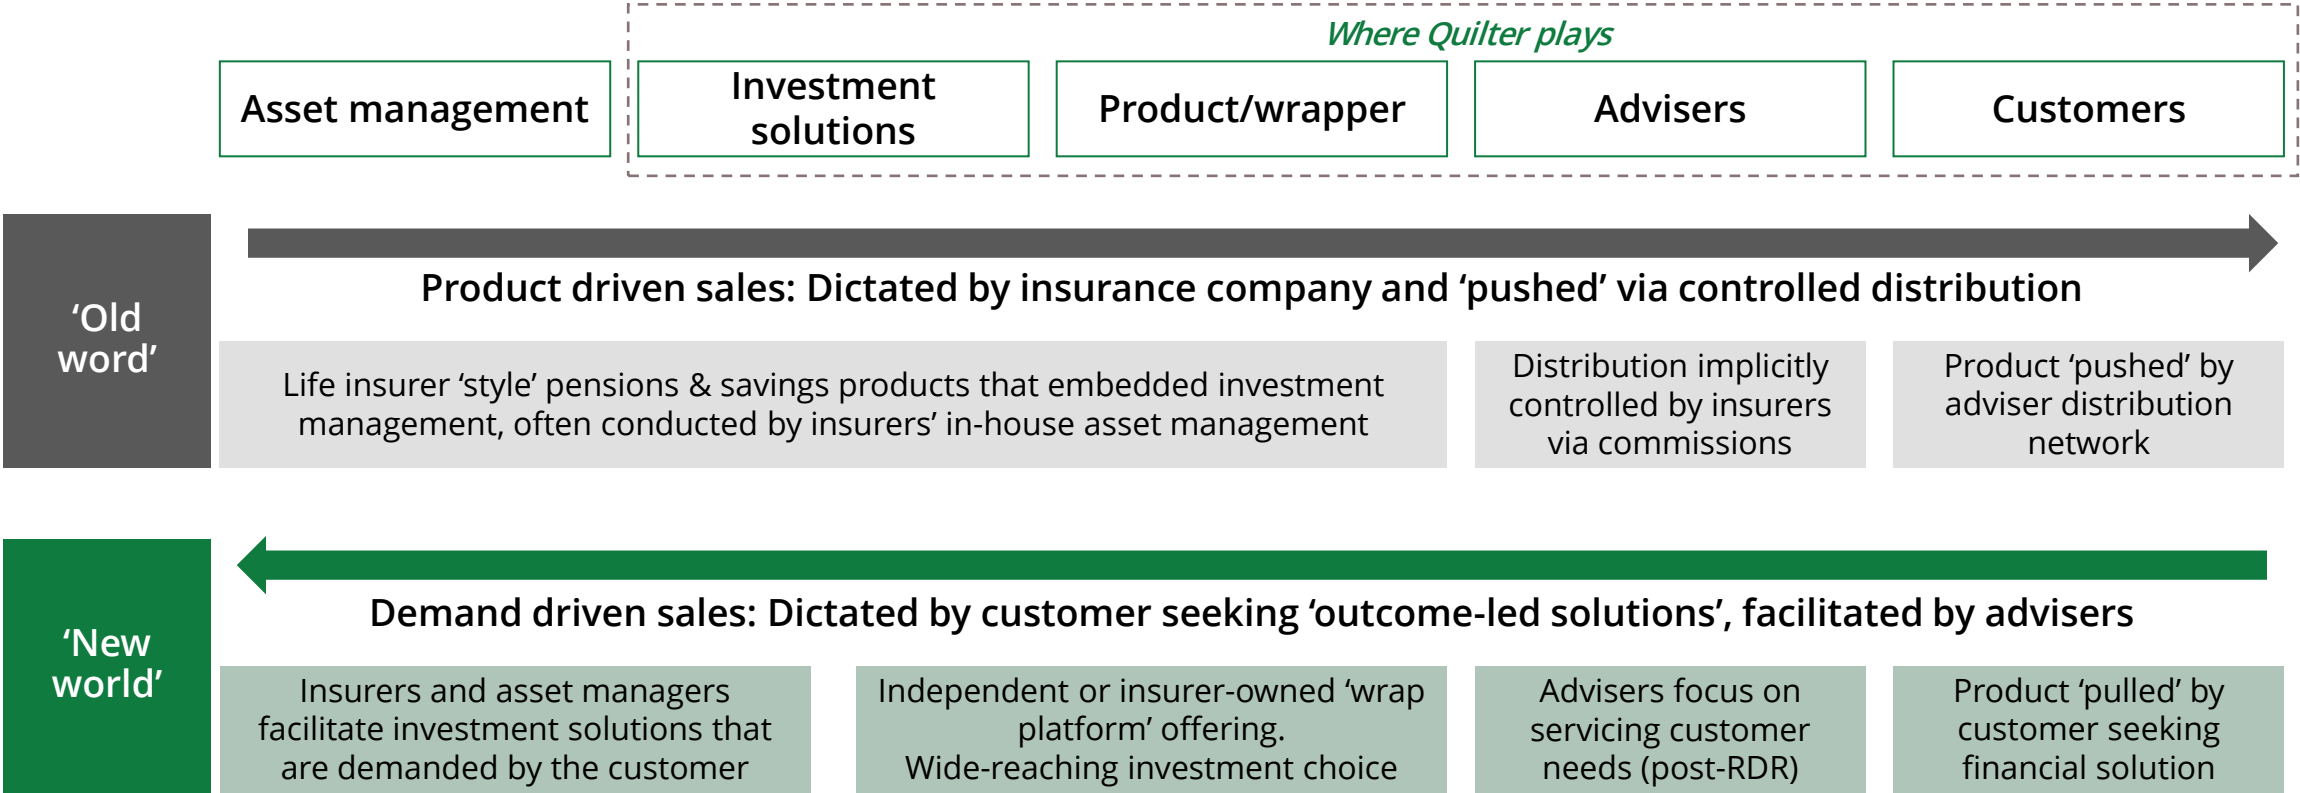 Where Quilter plays
Asset management
Investment
solutions
Product/wrapper
Advisers
Customers
‘Old
word’
Product driven sales: Dictated by insurance company and ‘pushed’ via controlled distribution
Life insurer ‘style’ pensions & savings products that embedded investment
management, often conducted by insurers’ in-house asset management
Distribution implicitly
controlled by insurers
via commissions
Product ‘pushed’ by
adviser distribution
network
‘New
world’
Demand driven sales: Dictated by customer seeking ‘outcome-led solutions’, facilitated by advisers
Insurers and asset managers
facilitate investment solutions that
are demanded by the customer
Independent or insurer-owned ‘wrap
platform’ offering.
Wide-reaching investment choice
Advisers focus on
servicing customer
needs (post-RDR)
Product ‘pulled’ by
customer seeking
financial solution